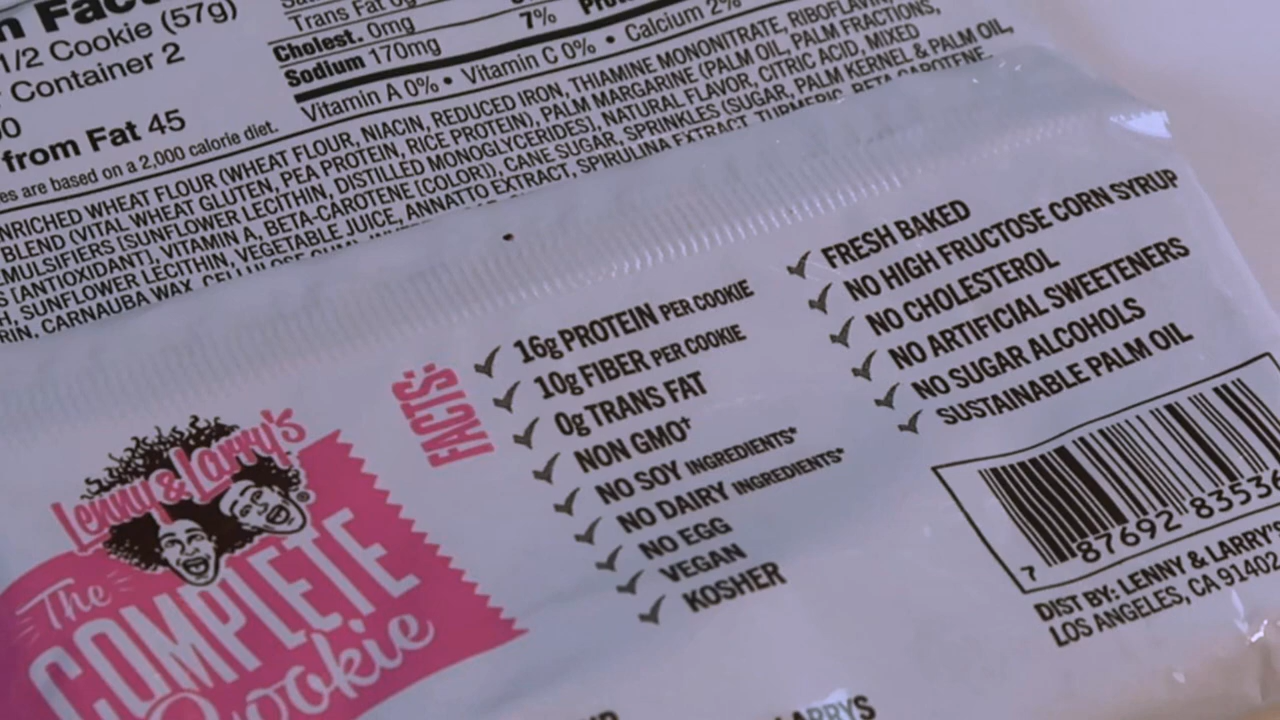 1/2 Cookie (57g)
Container 2
from Fat 45
es are based on a 2,000 calorie diet.
Trans Fat
Cholest. 0mg
Sodium 170mg
7%
Vitamin A 0% • Vitamin C 0% • Calcium 2%
ENRICHED WHEAT FLOUR (WHEAT FLOUR, NIACIN, REDUCED IRON, THIAMINE MONONITRATE, RIBOFLAVIN,
BLEND (VITAL WHEAT GLUTEN, PEA PROTEIN, RICE PROTEIN), PALM MARGARINE (PALM OIL, PALM FRACTIONS,
EMULSIFIERS [SUNFLOWER LECITHIN, DISTILLED MONOGLYCERIDES], NATURAL FLAVOR, CITRIC ACID, MIXED
[ANTIOXIDANT], VITAMIN A, BETA-CAROTENE [COLOR]), CANE SUGAR, SPRINKLES (SUGAR, PALM KERNEL & PALM OIL,
SUNFLOWER LECITHIN, VEGETABLE JUICE, ANNATTO EXTRACT, SPIRULINA EXTRACT, TURMERIC, BETA CAROTENE,
CARNAUBA WAX, CELLULOSE GUM),
FACTS:
16g PROTEIN PER COOKIE
10g FIBER PER COOKIE
0g TRANS FAT
NON GMO†
NO SOY INGREDIENTS*
NO DAIRY INGREDIENTS*
NO EGG
VEGAN
KOSHER
FRESH BAKED
NO HIGH FRUCTOSE CORN SYRUP
NO CHOLESTEROL
NO ARTIFICIAL SWEETENERS
NO SUGAR ALCOHOLS
SUSTAINABLE PALM OIL
Lenny & Larry's®
The
COMPLETE
Cookie
7 87692 83536
DIST BY: LENNY & LARRY'S
LOS ANGELES, CA 91402